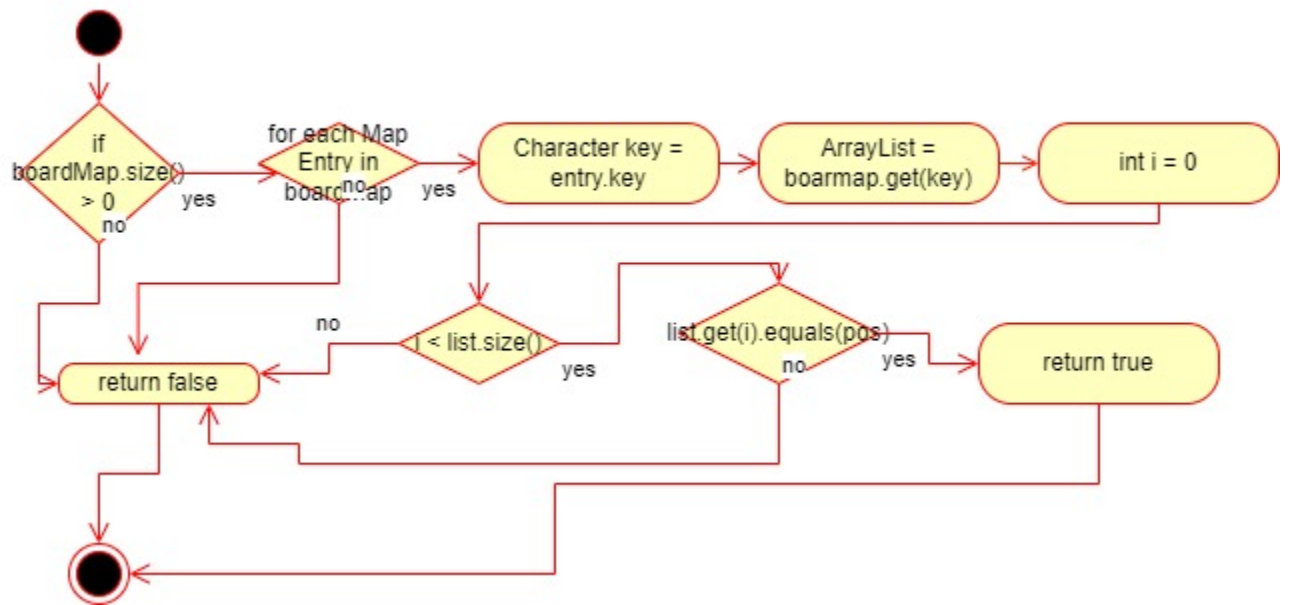 if
boardMap.size()
> 0
yes
no
for each Map
Entry in
no
yes
Character key =
entry.key
ArrayList =
boarmap.get(key)
int i = 0
no
i < list.size()
yes
list.get(i).equals(pos)
no
yes
return true
return false